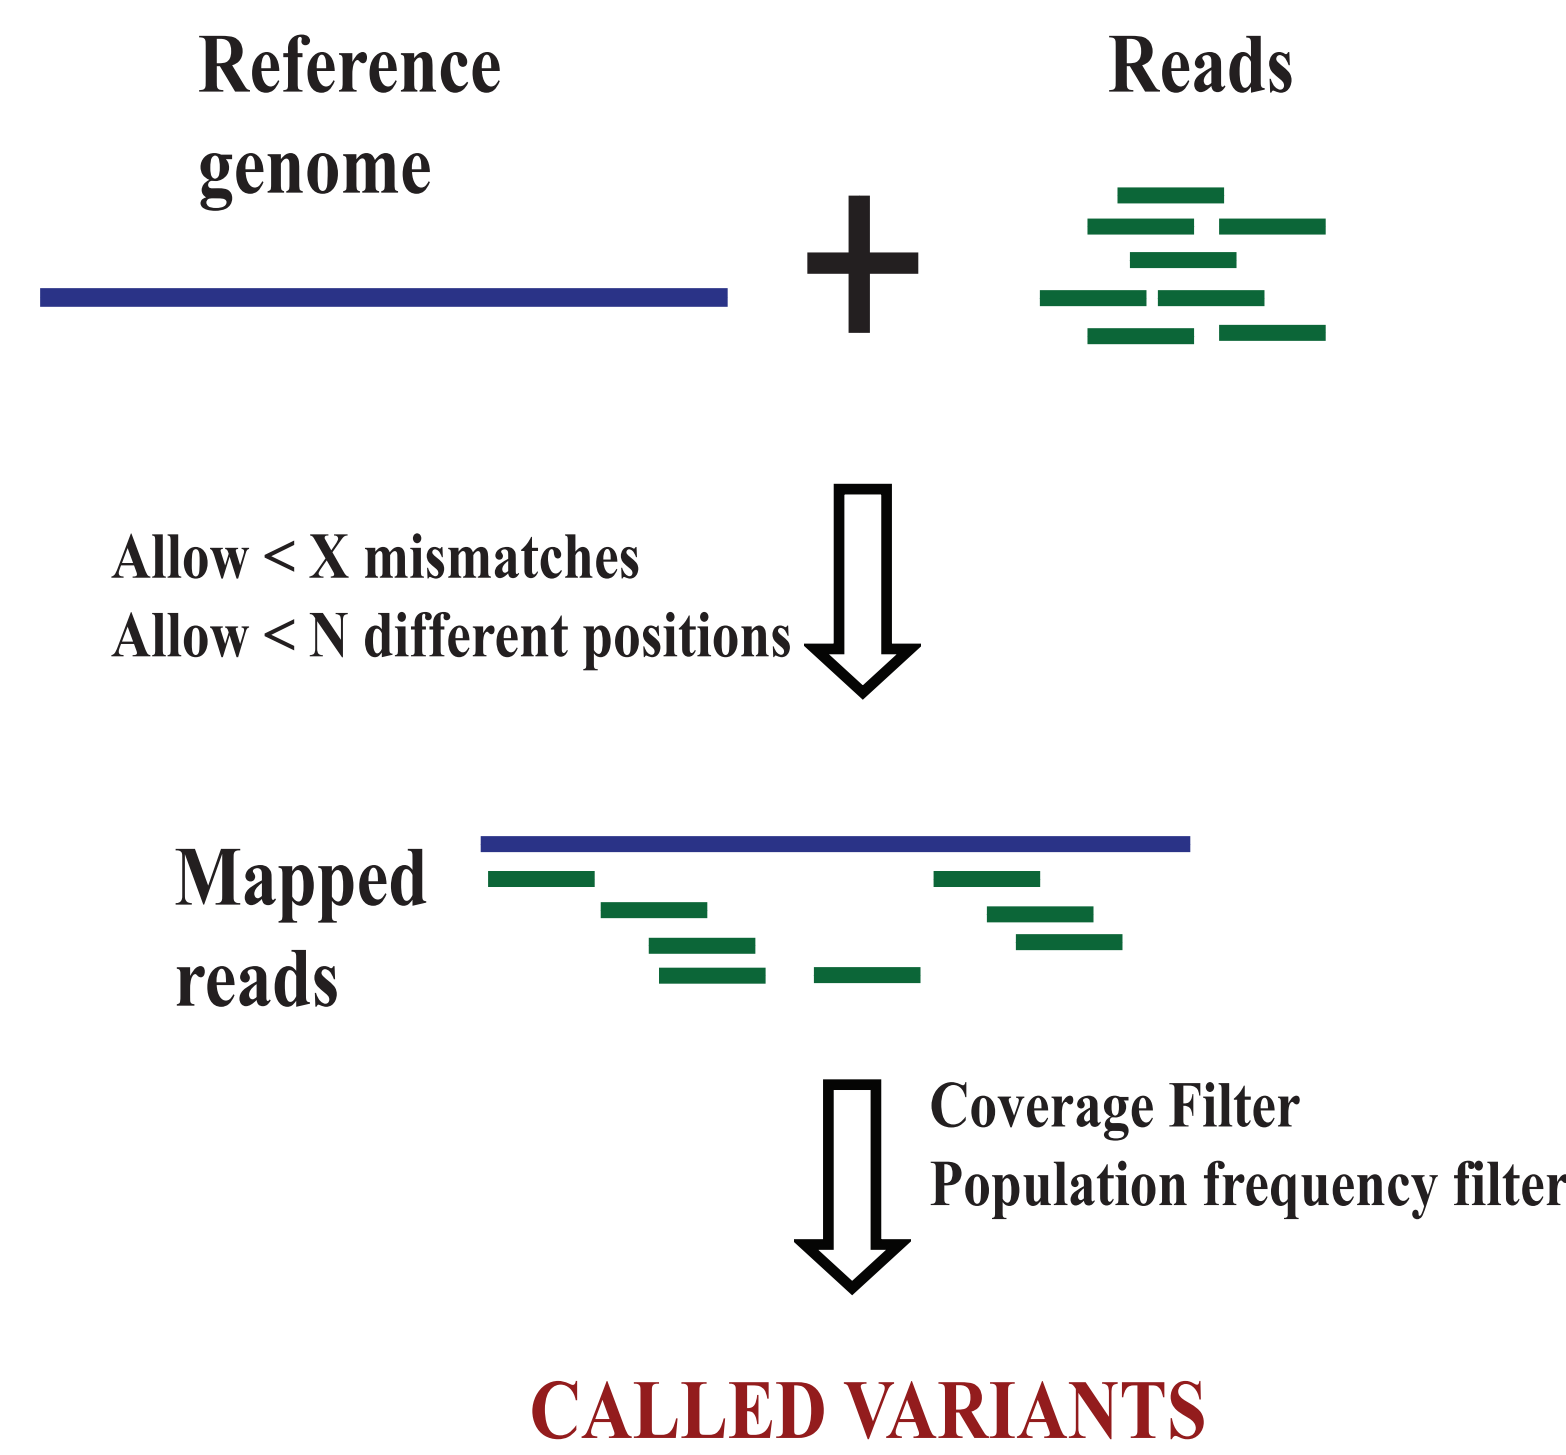 Reference
genome
Reads
Allow < X mismatches
Allow < N different positions
Mapped
reads
Coverage Filter
Population frequency filter
CALLED VARIANTS